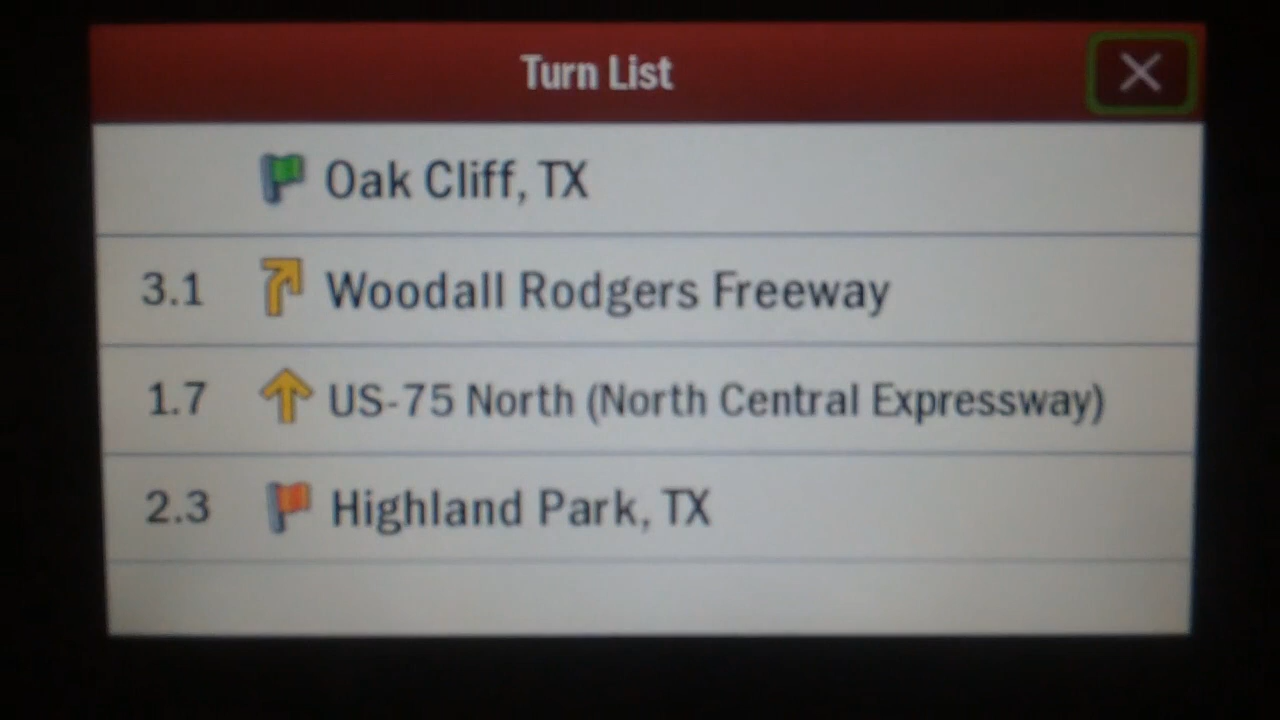 Turn List
Oak Cliff, TX
3.1 Woodall Rodgers Freeway
1.7 US-75 North (North Central Expressway)
2.3 Highland Park, TX